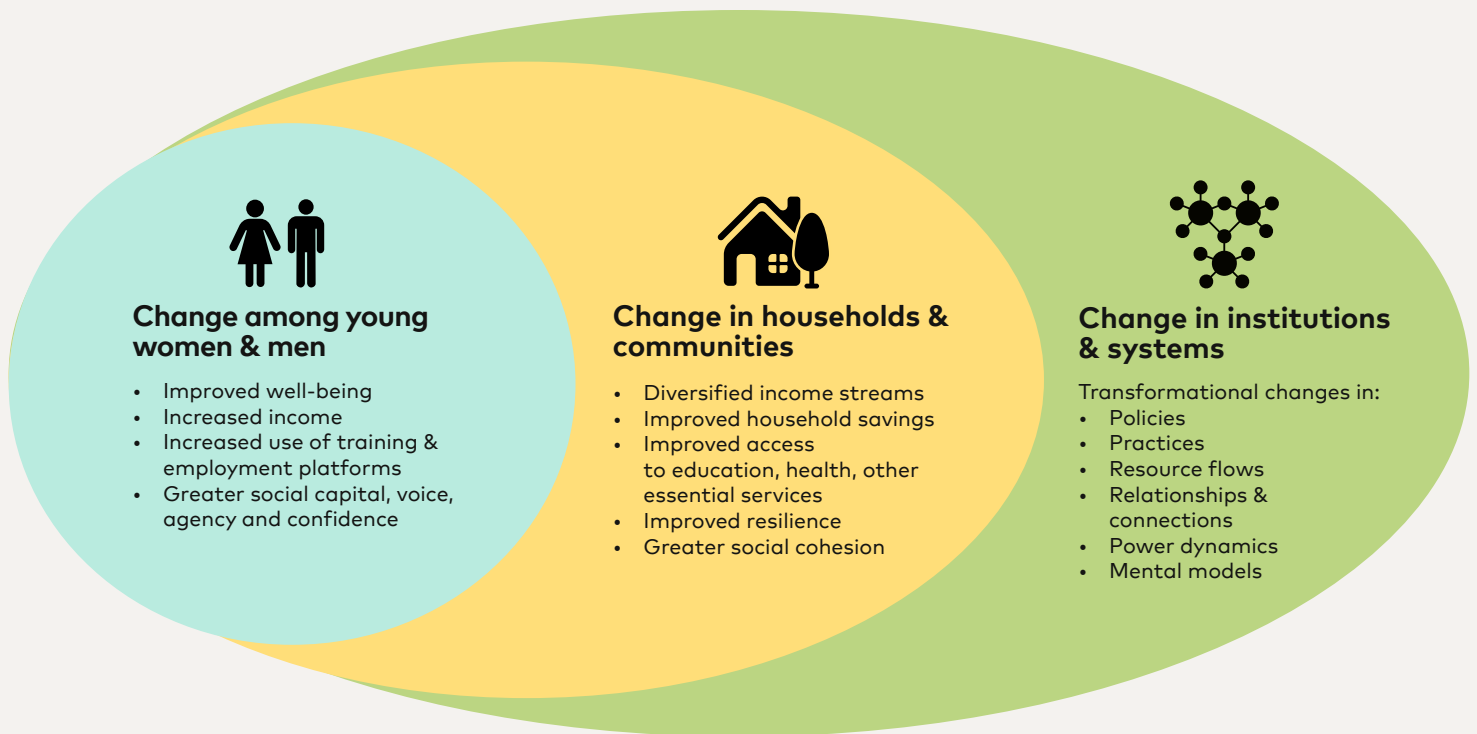 Change among young
women & men
• Improved well-being
• Increased income
• Increased use of training &
employment platforms
• Greater social capital, voice,
agency and confidence
Change in households &
communities
• Diversified income streams
• Improved household savings
• Improved access
to education, health, other
essential services
• Improved resilience
• Greater social cohesion
Change in institutions
& systems
Transformational changes in:
• Policies
• Practices
• Resource flows
• Relationships &
connections
• Power dynamics
• Mental models